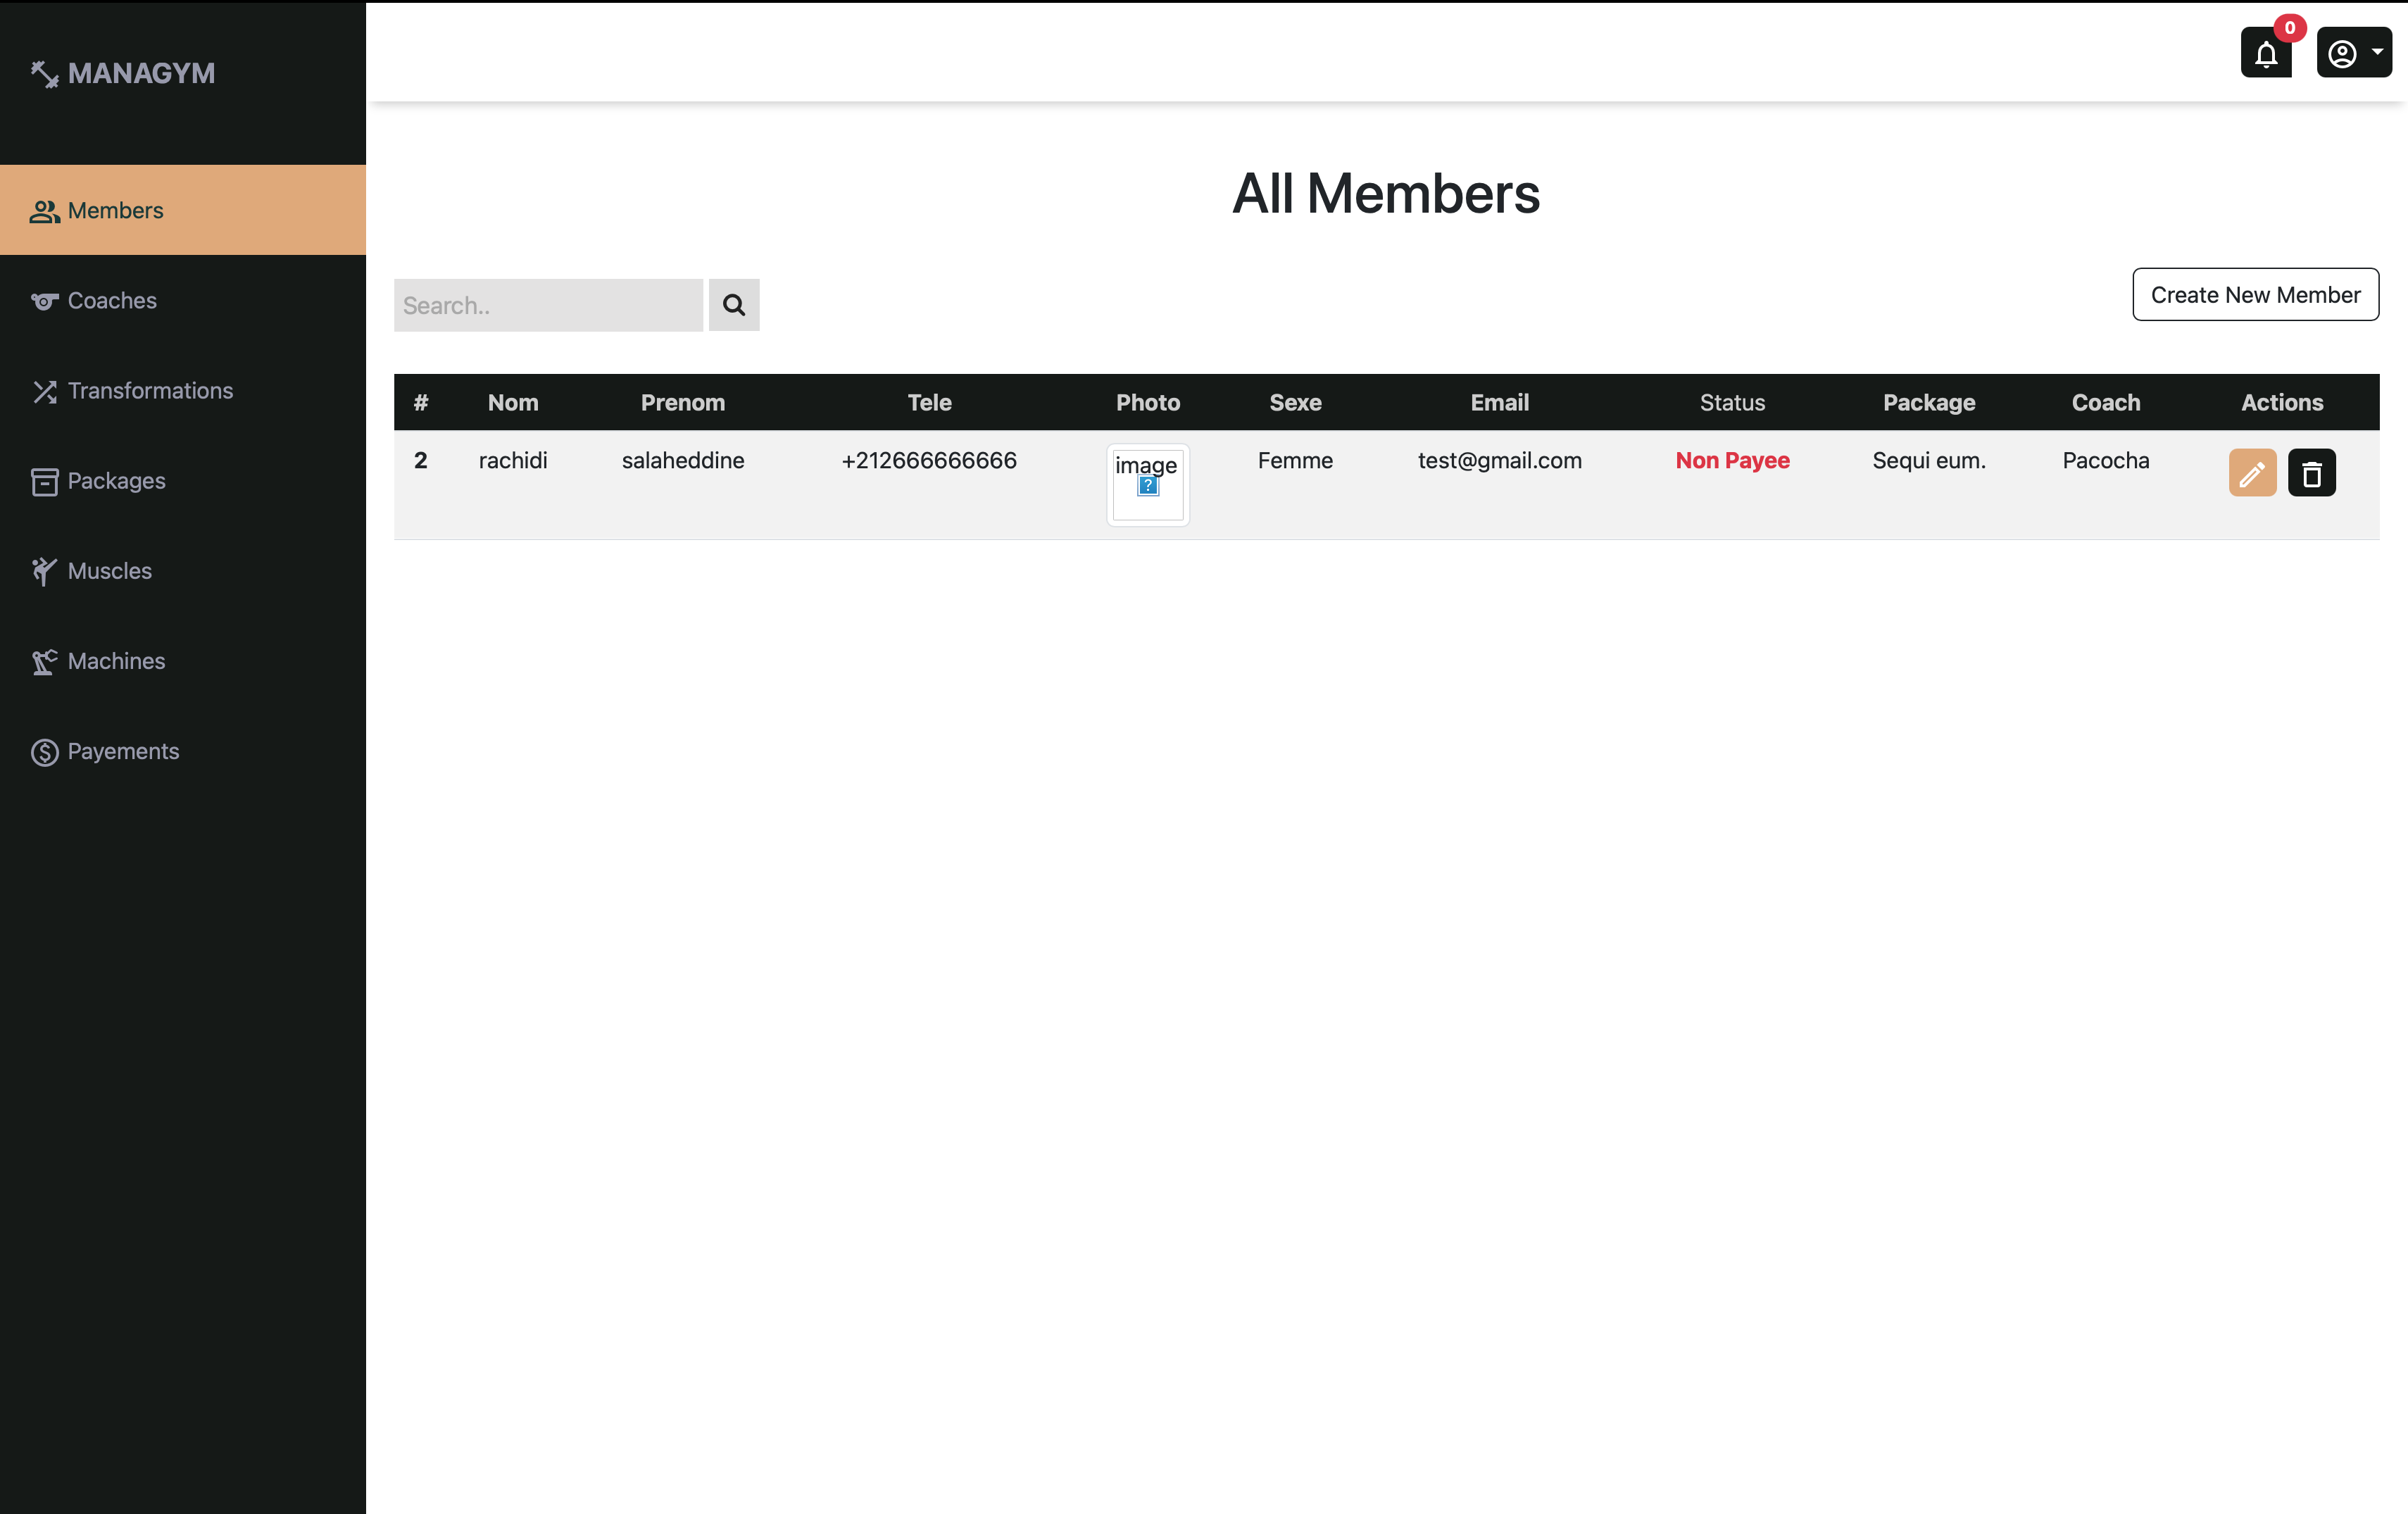 0
MANAGYM
Members
Coaches
Transformations
Packages
Muscles
Machines
Payements
All Members
Search..
Create New Member
# Nom Prenom Tele Photo Sexe Email Status Package Coach Actions
2 rachidi salaheddine +212666666666 image Femme test@gmail.com Non Payee Sequi eum. Pacocha